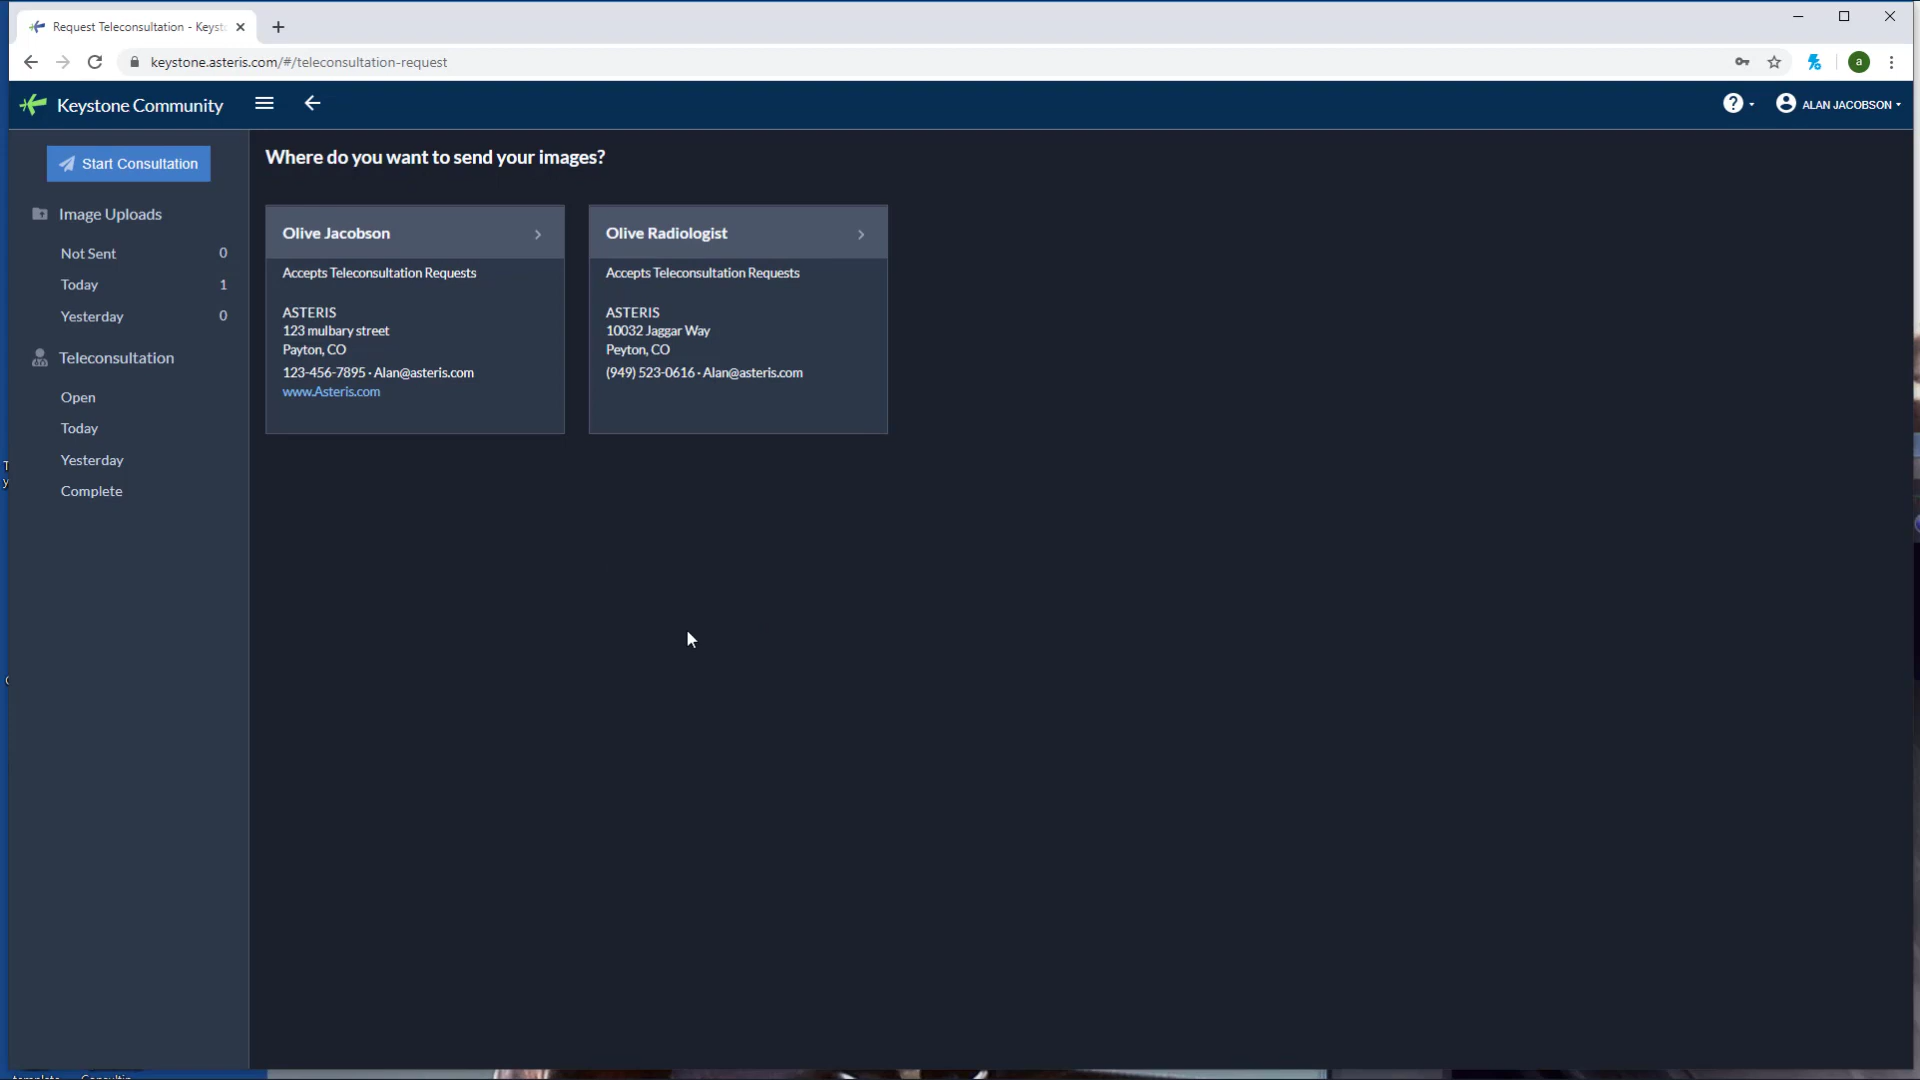 Request Teleconsultation - Keyst
keystone.asteris.com/#/teleconsultation-request
a
Keystone Community
?
ALAN JACOBSON
Start Consultation
Image Uploads
Not Sent 0
Today 1
Yesterday 0
Teleconsultation
Open
Today
Yesterday
Complete
Where do you want to send your images?
Olive Jacobson
Accepts Teleconsultation Requests
ASTERIS
123 mulbary street
Payton, CO
123-456-7895 · Alan@asteris.com
www.Asteris.com
Olive Radiologist
Accepts Teleconsultation Requests
ASTERIS
10032 Jaggar Way
Peyton, CO
(949) 523-0616 · Alan@asteris.com